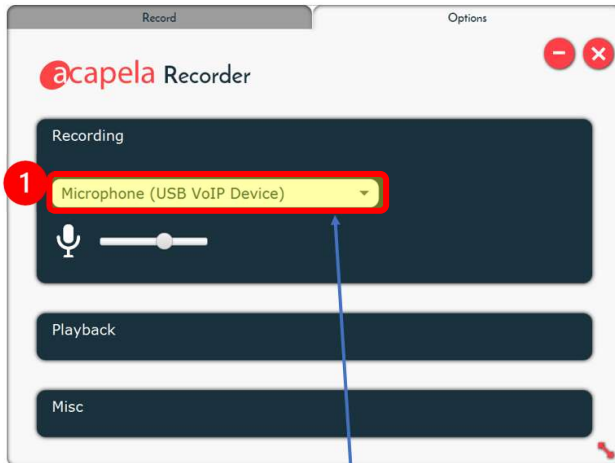 Record
Options
acapela Recorder
Recording
1
Microphone (USB VoIP Device)
Playback
Misc